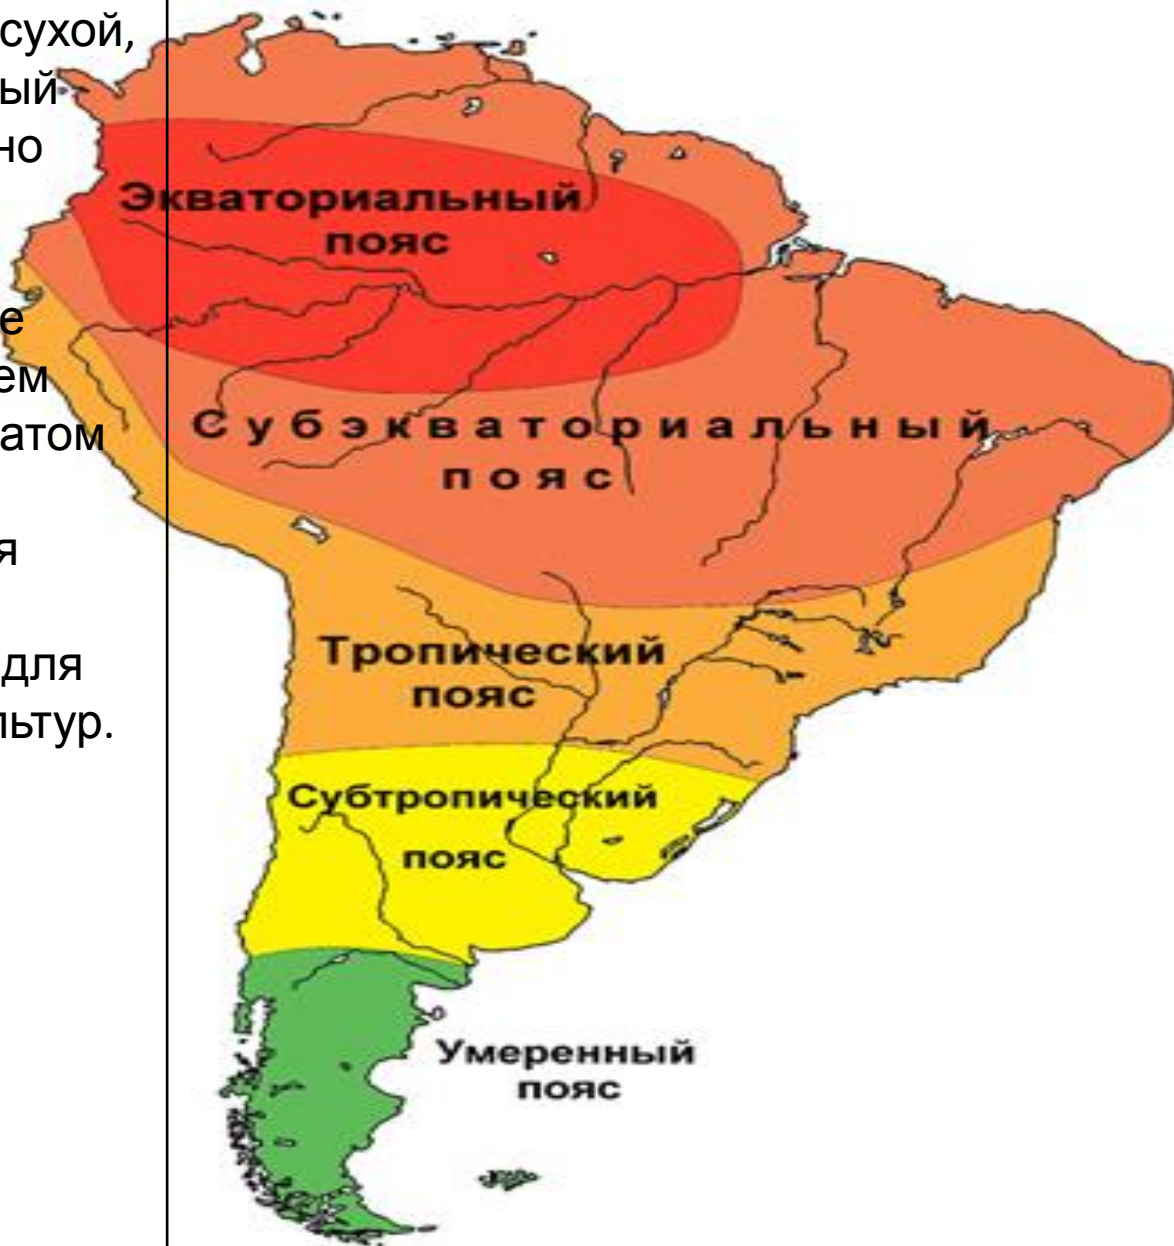 сухой,
ый
но
е
ем
атом
я
для
льтур.
Экваториальный
пояс
Субэкваториальный
пояс
Тропический
пояс
Субтропический
пояс
Умеренный
пояс